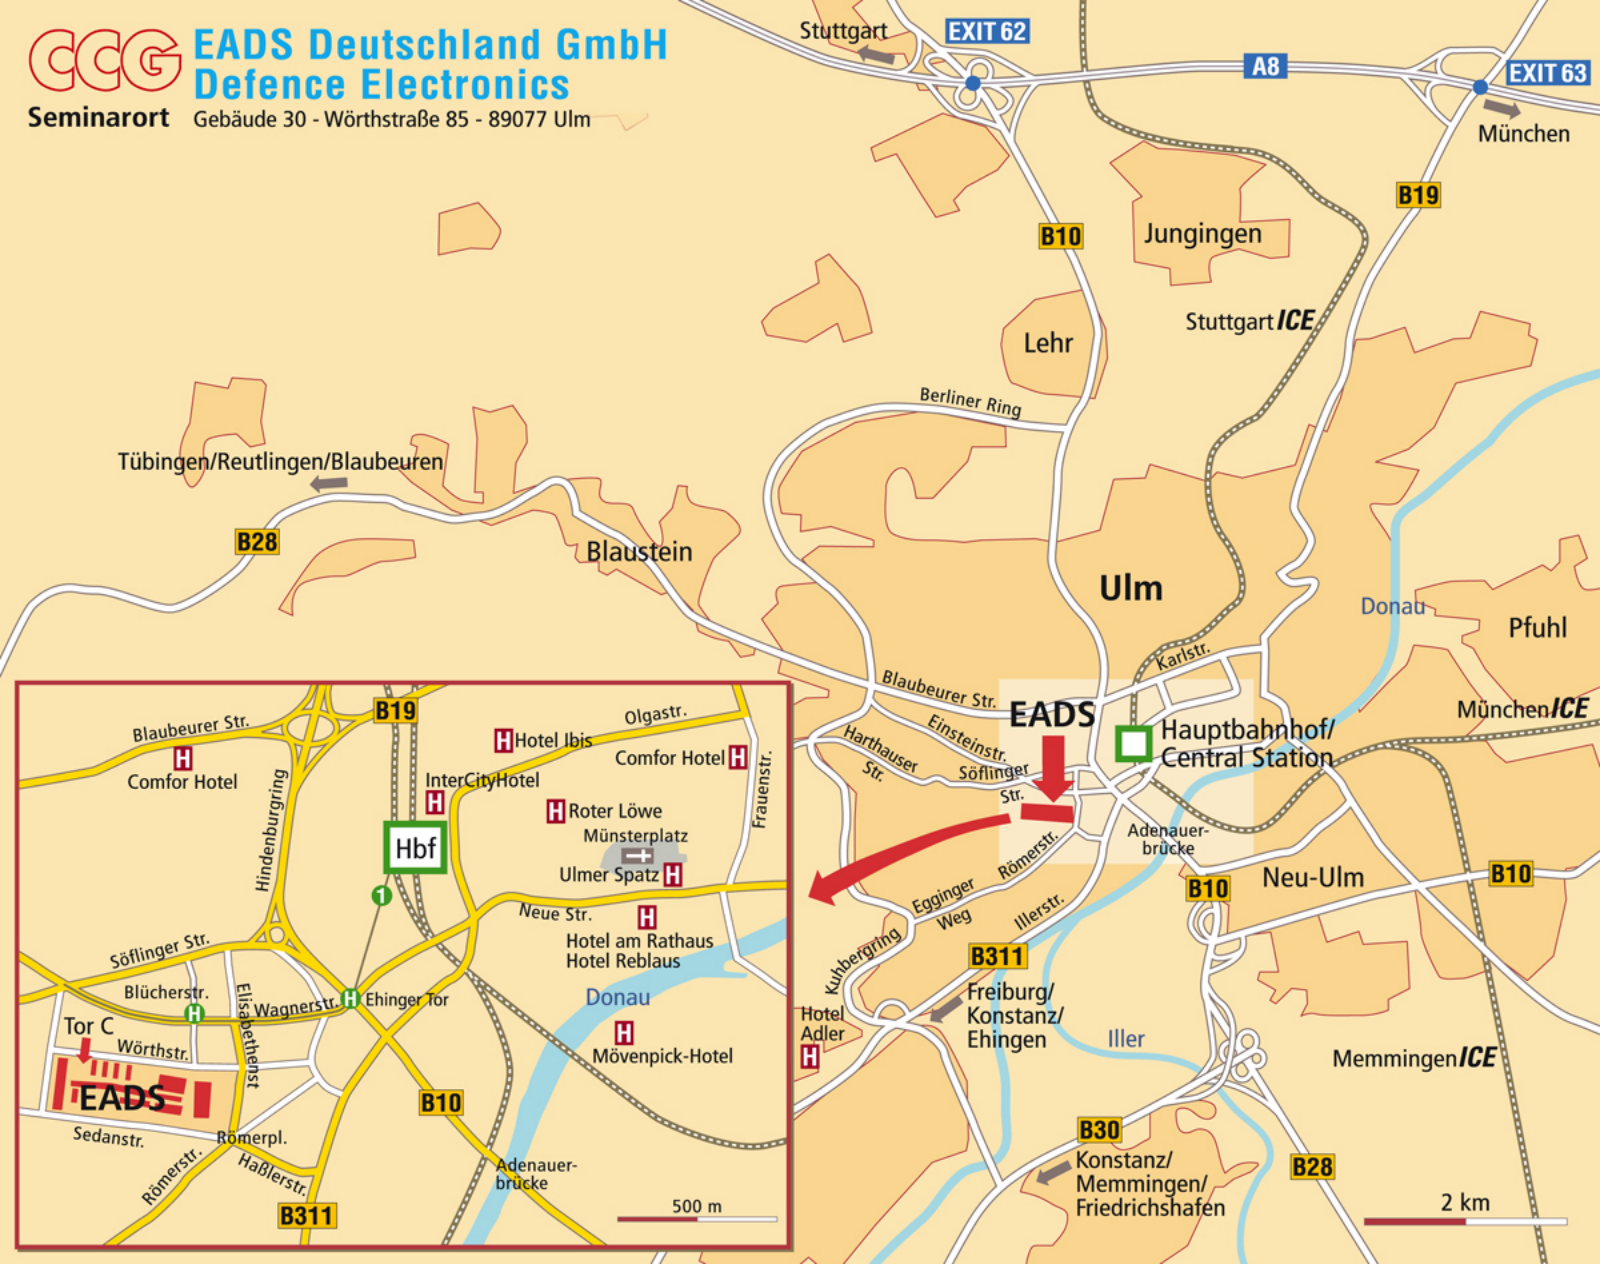 CCG
Seminarort
EADS Deutschland GmbH
Defence Electronics
Gebäude 30 - Wörthstraße 85 - 89077 Ulm
Stuttgart
EXIT 62
A8
EXIT 63
München
B19
B10
Jungingen
Stuttgart ICE
Lehr
Berliner Ring
Tübingen/Reutlingen/Blaubeuren
B28
Blaustein
Ulm
Donau
Pfuhl
Karlstr.
Blaubeurer Str.
EADS
München ICE
Hauptbahnhof/
Central Station
Einsteinstr.
Harthauser
Str.
Söflinger
Str.
Adenauer-
brücke
Römerstr.
Egginger
Weg
Illerstr.
Neu-Ulm
B10
B10
Kuhbergring
B311
Freiburg/
Konstanz/
Ehingen
Hotel
Adler
H
Iller
Memmingen ICE
B30
Konstanz/
Memmingen/
Friedrichshafen
B28
2 km
B19
Blaubeurer Str.
H
Comfor Hotel
Hindenburgring
H Hotel Ibis
Olgastr.
Comfor Hotel H
InterCityHotel
H
Frauenstr.
H Roter Löwe
Münsterplatz
Hbf
Ulmer Spatz H
1
Neue Str.
H
Hotel am Rathaus
Hotel Reblaus
Söflinger Str.
Blücherstr.
Elisabethenst
Wagnerstr.
H Ehinger Tor
H
Donau
H
Mövenpick-Hotel
Tor C
Wörthstr.
EADS
B10
Sedanstr.
Römerpl.
Römerstr.
Haßlerstr.
Adenauer-
brücke
B311
500 m